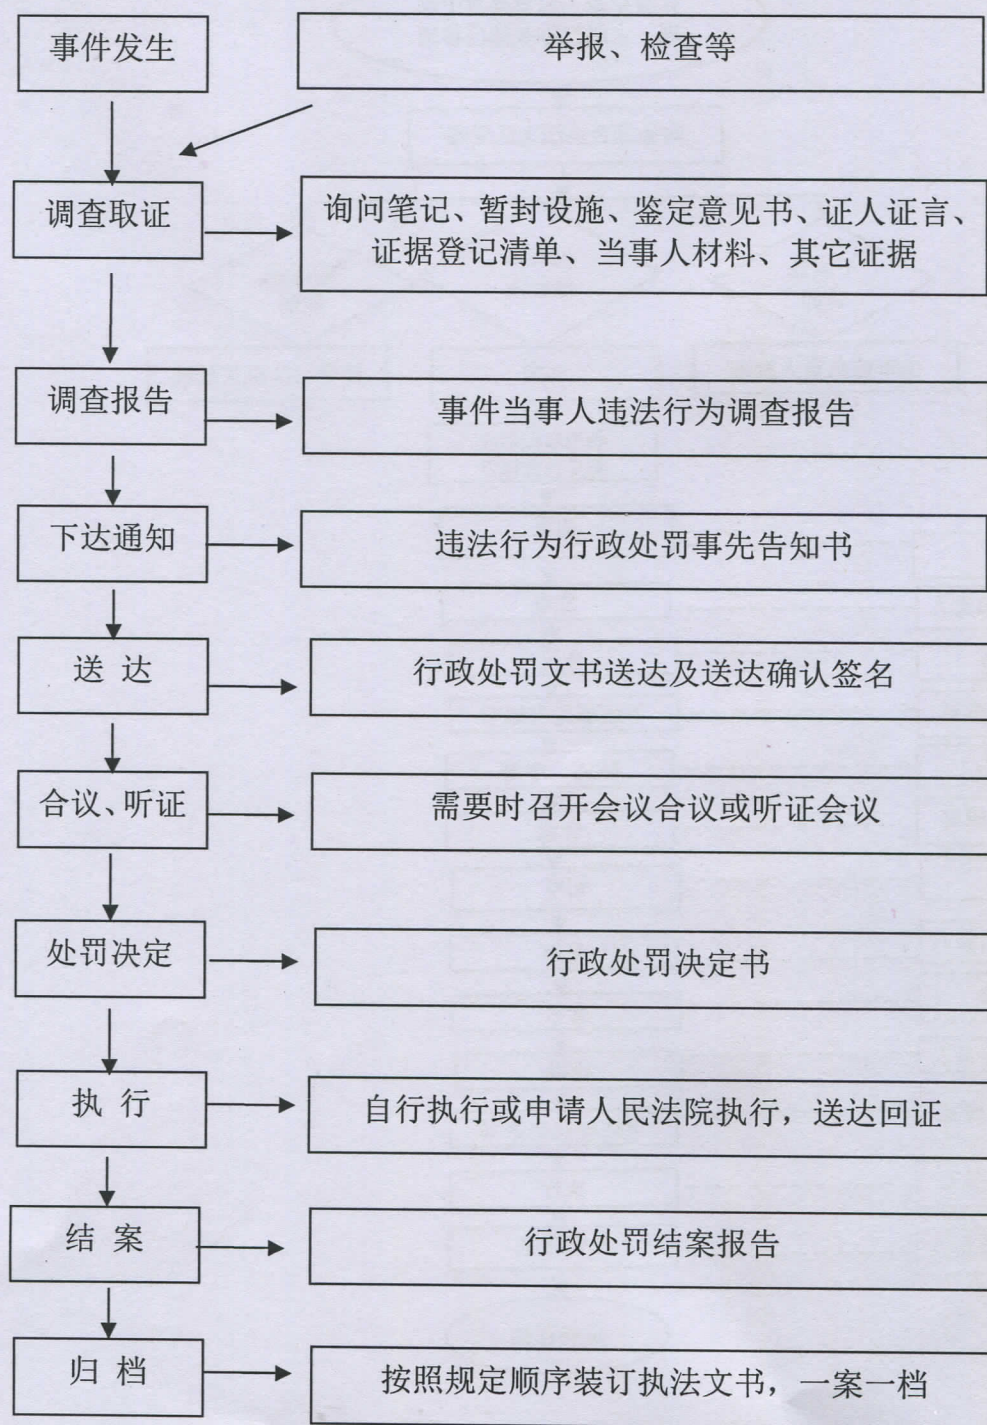 事件发生
举报、检查等
调查取证
询问笔记、暂封设施、鉴定意见书、证人证言、
证据登记清单、当事人材料、其它证据
调查报告
事件当事人违法行为调查报告
下达通知
违法行为行政处罚事先告知书
送 达
行政处罚文书送达及送达确认签名
合议、听证
需要时召开会议合议或听证会议
处罚决定
行政处罚决定书
执 行
自行执行或申请人民法院执行，送达回证
结 案
行政处罚结案报告
归 档
按照规定顺序装订执法文书，一案一档